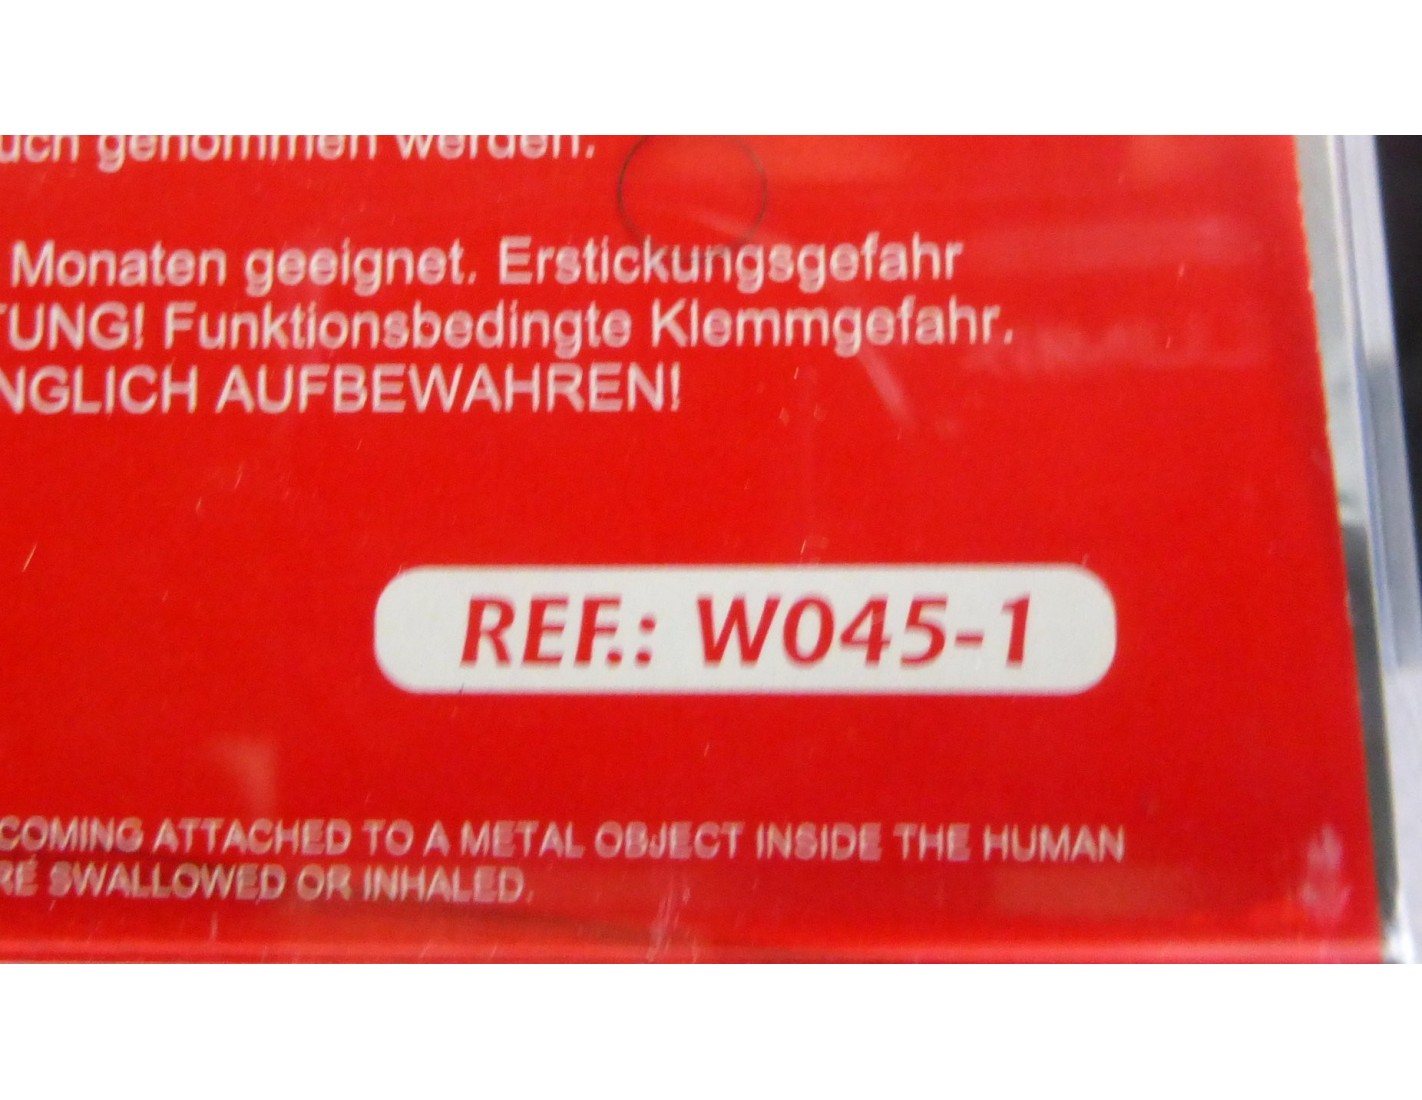 genommen werden.
Monaten geeignet. Erstickungsgefahr
TUNG! Funktionsbedingte Klemmgefahr.
NGLICH AUFBEWAHREN!
REF.: W045-1
COMING ATTACHED TO A METAL OBJECT INSIDE THE HUMAN
RE SWALLOWED OR INHALED.